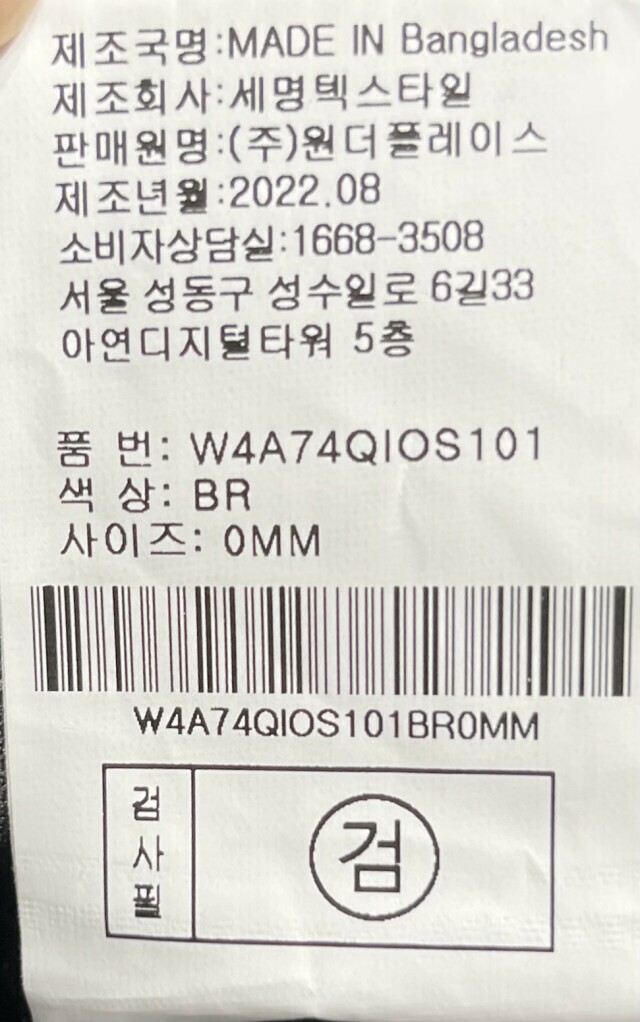 제조국명:MADE IN Bangladesh
제조회사:세명텍스타일
판매원명:(주)원더플레이스
제조년월:2022.08
소비자상담실:1668-3508
서울 성동구 성수일로 6길33
아연디지털타워 5층
품 번: W4A74QIOS101
색 상: BR
사이즈: 0MM
W4A74QIOS101BR0MM
검사필
검